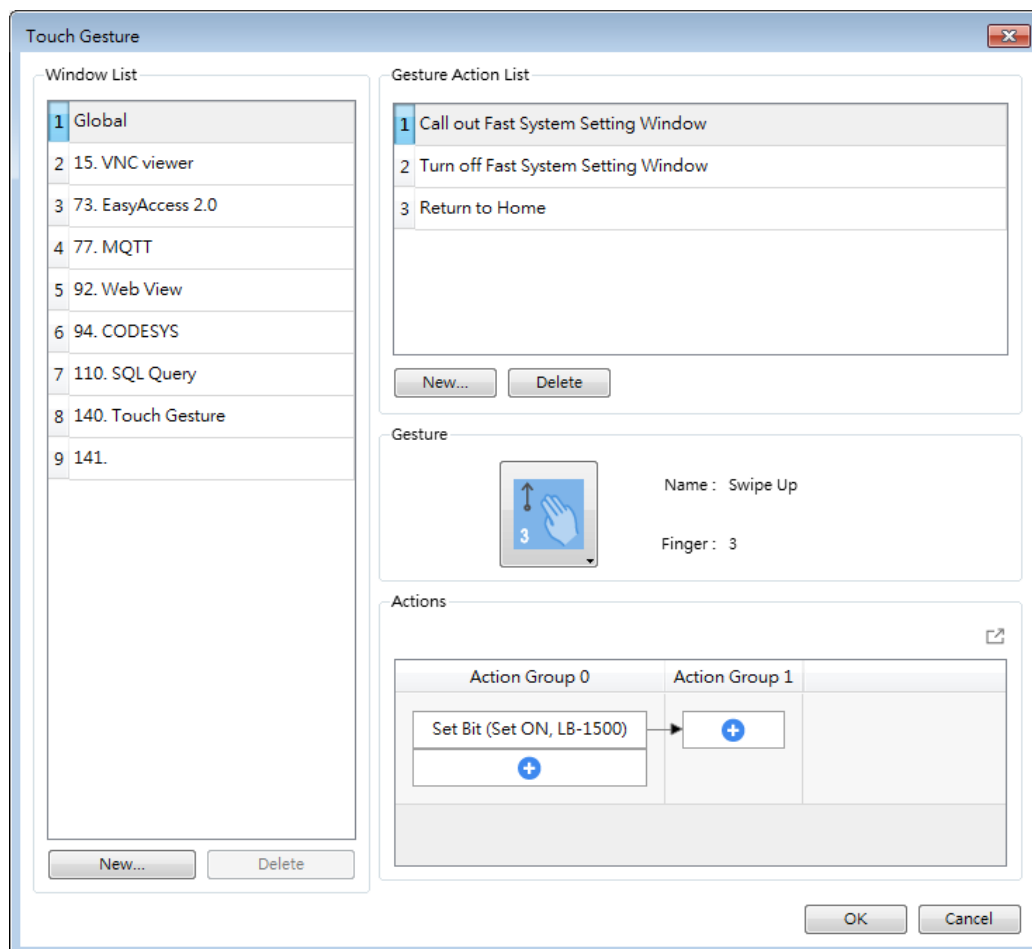 Touch Gesture
Window List
1 Global
2 15. VNC viewer
3 73. EasyAccess 2.0
4 77. MQTT
5 92. Web View
6 94. CODESYS
7 110. SQL Query
8 140. Touch Gesture
9 141.
New...
Delete
Gesture Action List
1 Call out Fast System Setting Window
2 Turn off Fast System Setting Window
3 Return to Home
New...
Delete
Gesture
3
Name : Swipe Up
Finger : 3
Actions
Action Group 0
Action Group 1
Set Bit (Set ON, LB-1500)
OK
Cancel